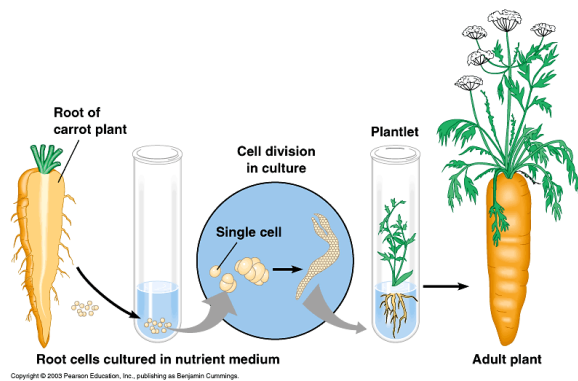 Root of
carrot plant
Cell division
in culture
Plantlet
Single cell
Root cells cultured in nutrient medium
Adult plant
Copyright © 2003 Pearson Education, Inc., publishing as Benjamin Cummings.